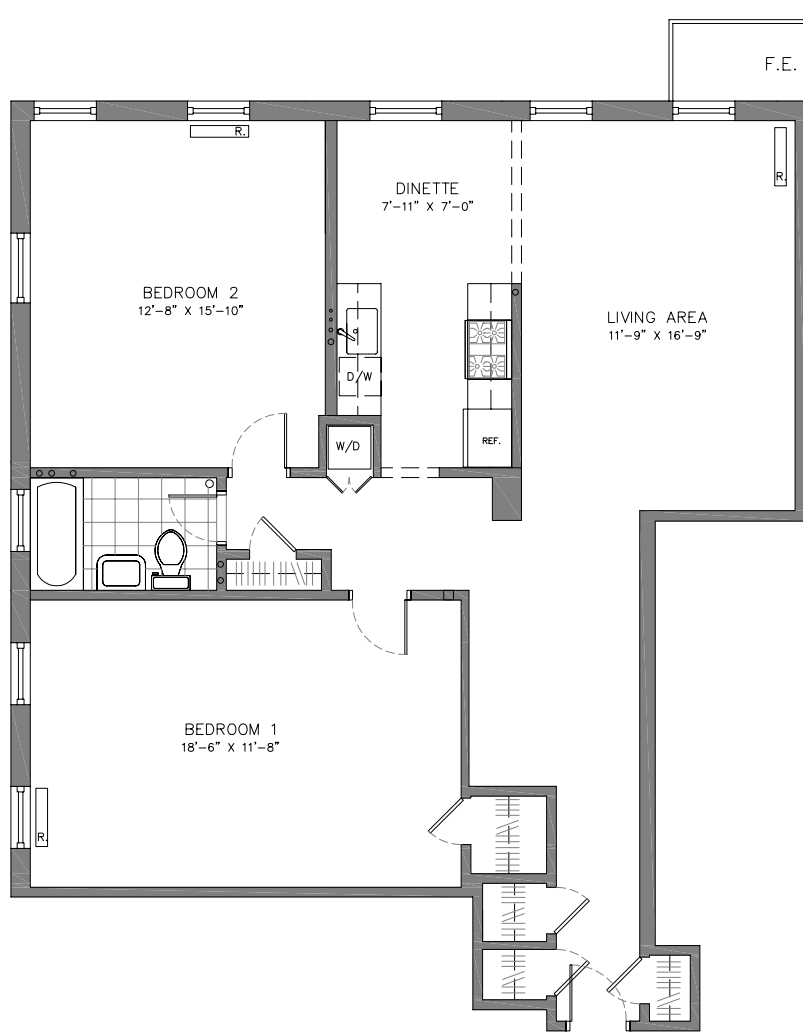 F.E.
R.
R.
DINETTE
7'-11" X 7'-0"
BEDROOM 2
12'-8" X 15'-10"
LIVING AREA
11'-9" X 16'-9"
D/W
W/D
REF.
BEDROOM 1
18'-6" X 11'-8"
R.